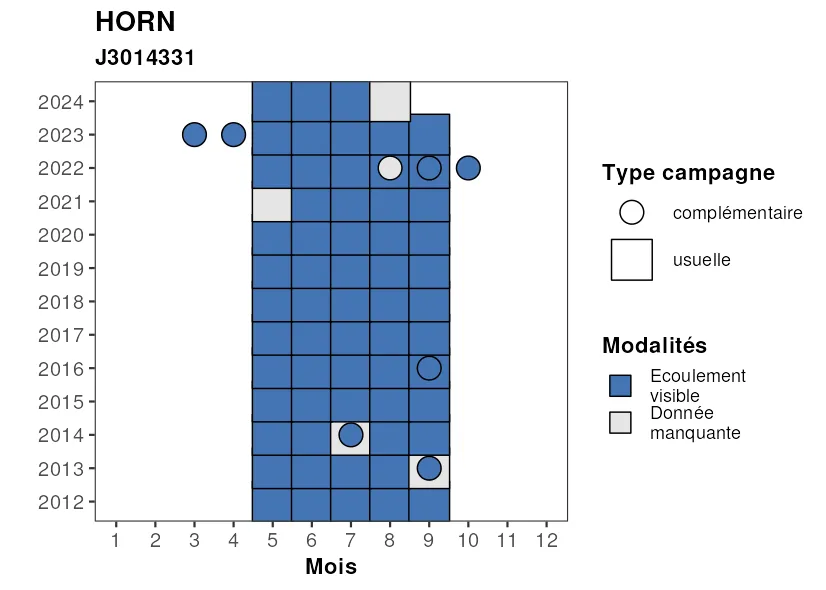 HORN
J3014331
2024
2023
2022
2021
2020
2019
2018
2017
2016
2015
2014
2013
2012
1 2 3 4 5 6 7 8 9 10 11 12
Mois
Type campagne
complémentaire
usuelle
Modalités
Ecoulement
visible
Donnée
manquante